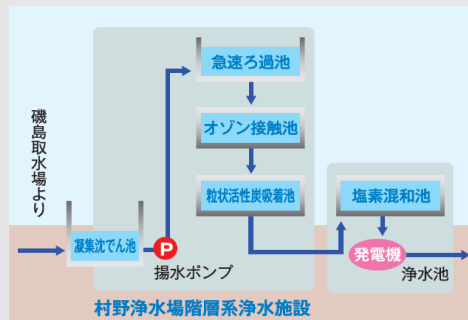 急速ろ過池
オゾン接触池
粒状活性炭吸着池
磯島取水場より
凝集沈でん池
P
揚水ポンプ
塩素混和池
発電機
浄水池
村野浄水場階層系浄水施設